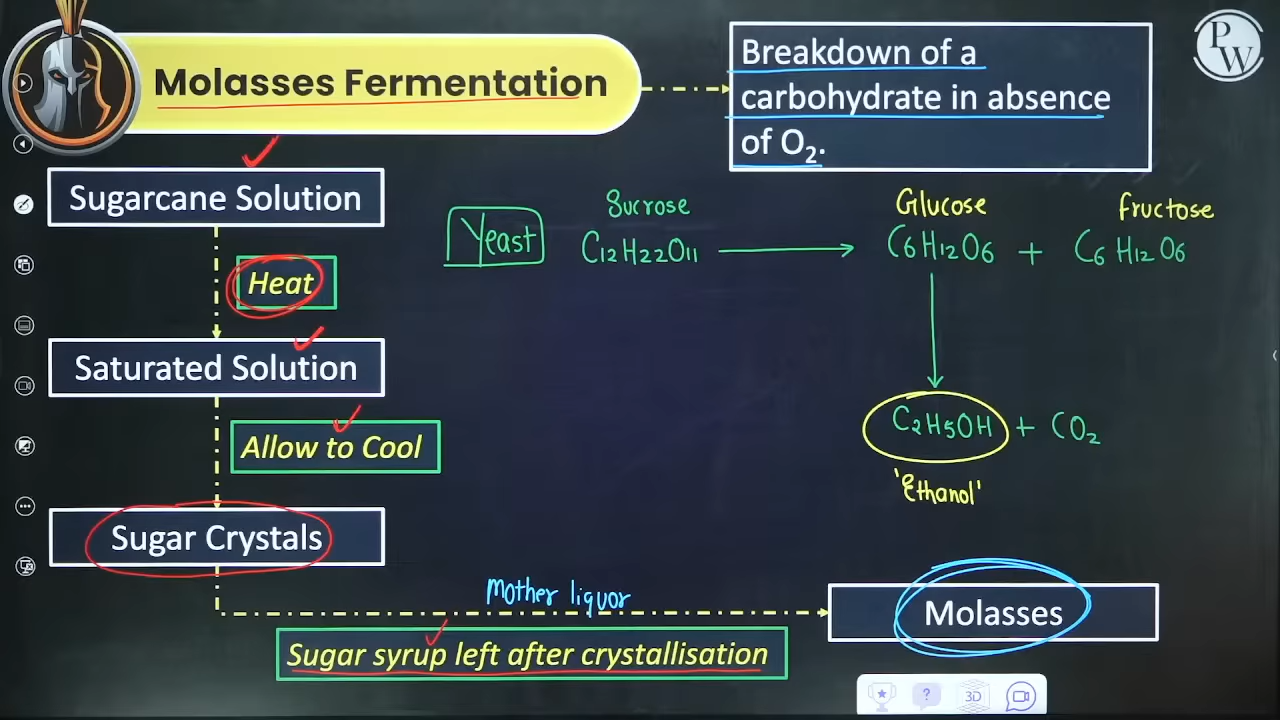 Molasses Fermentation
Breakdown of a
carbohydrate in absence
of O₂.
PW
Sugarcane Solution
Heat
Saturated Solution
Allow to Cool
Sugar Crystals
Yeast
Sucrose
Glucose
Fructose
C12H22O11 → C6H12O6 + C6H12O6
C2H5OH + CO2
'Ethanol'
Mother liquor
Sugar syrup left after crystallisation
Molasses
?
3D